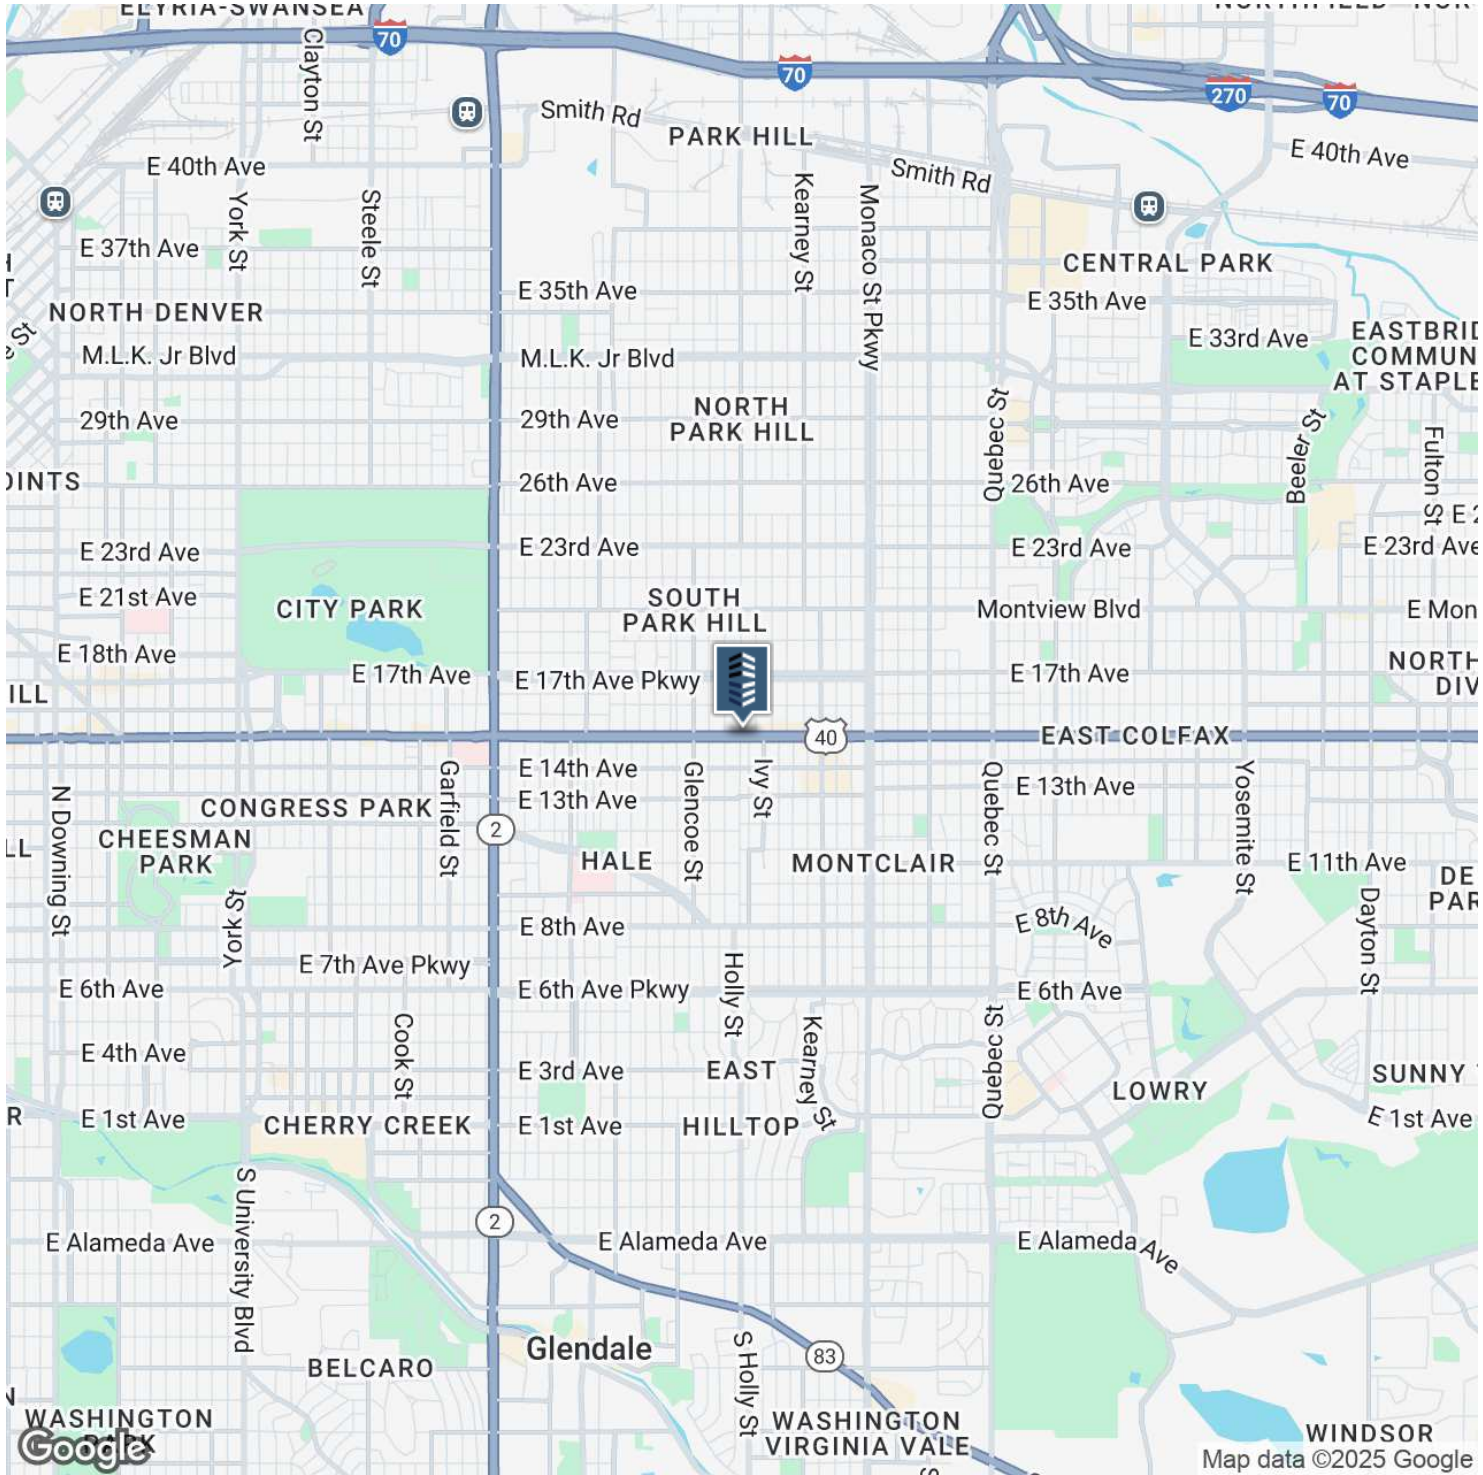 ELYRIA-SWANSEA
70
70
270
70
Clayton St
Smith Rd
PARK HILL
E 40th Ave
E 40th Ave
Smith Rd
York St
Steele St
Kearney St
Monaco St Pkwy
E 37th Ave
CENTRAL PARK
E 35th Ave
E 35th Ave
NORTH DENVER
E 33rd Ave
M.L.K. Jr Blvd
M.L.K. Jr Blvd
29th Ave
29th Ave
NORTH
PARK HILL
Quebec St
Beeler St
Fulton St
26th Ave
26th Ave
E 23rd Ave
E 23rd Ave
E 23rd Ave
E 23rd Ave
E 21st Ave
CITY PARK
SOUTH
PARK HILL
Montview Blvd
E Mon
E 18th Ave
E 17th Ave
E 17th Ave Pkwy
E 17th Ave
NORTH
DIV
ILL
40
EAST COLFAX
E 14th Ave
E 13th Ave
E 13th Ave
Garfield St
Glencoe St
Ivy St
Quebec St
Yosemite St
N Downing St
CONGRESS PARK
2
CHEESMAN
PARK
HALE
MONTCLAIR
E 11th Ave
DE
PAR
York St
E 8th Ave
E 8th Ave
Dayton St
E 7th Ave Pkwy
E 6th Ave
E 6th Ave Pkwy
E 6th Ave
Holly St
Kearney St
Quebec St
Cook St
E 4th Ave
E 3rd Ave
EAST
HILLTOP
LOWRY
SUNNY
E 1st Ave
CHERRY CREEK
E 1st Ave
E 1st Ave
S University Blvd
2
E Alameda Ave
E Alameda Ave
E Alameda Ave
Glendale
S Holly St
83
BELCARO
WASHINGTON
PARK
WASHINGTON
VIRGINIA VALE
WINDSOR
Google
Map data ©2025 Google